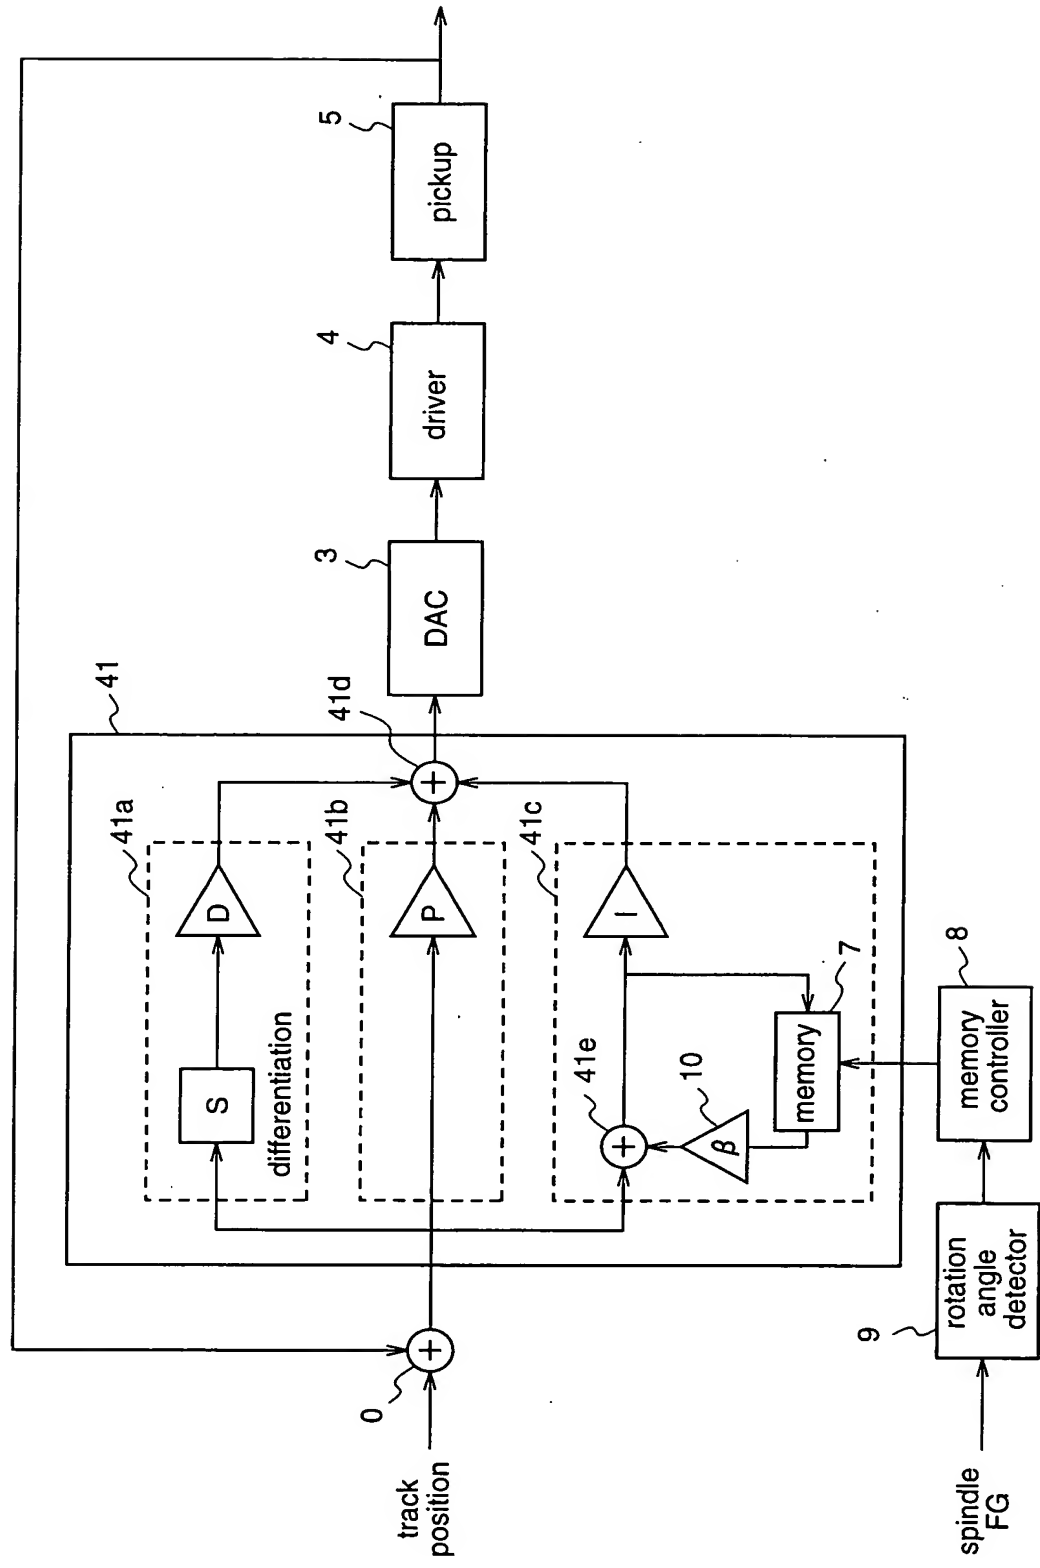 track
position
0
41
41a
S
differentiation
D
41b
P
41c
41e
+
β
10
memory
7
I
41d
+
+
DAC
3
driver
4
pickup
5
spindle
FG
rotation
angle
detector
9
memory
controller
8